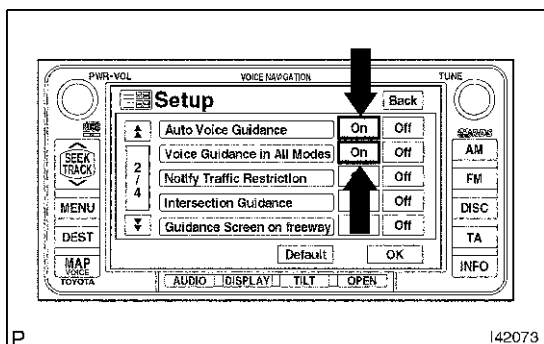 PWR-VOL VOICE NAVIGATION TUNE
Setup Back
Auto Voice Guidance On Off
Voice Guidance in All Modes On Off
Notify Traffic Restriction Off
Intersection Guidance Off
Guidance Screen on freeway Off
2/4
Default OK
SEEK
TRACK
MENU
DEST
MAP
VOICE
TOYOTA
AM
FM
DISC
TA
INFO
AUDIO DISPLAY TILT OPEN
P I42073